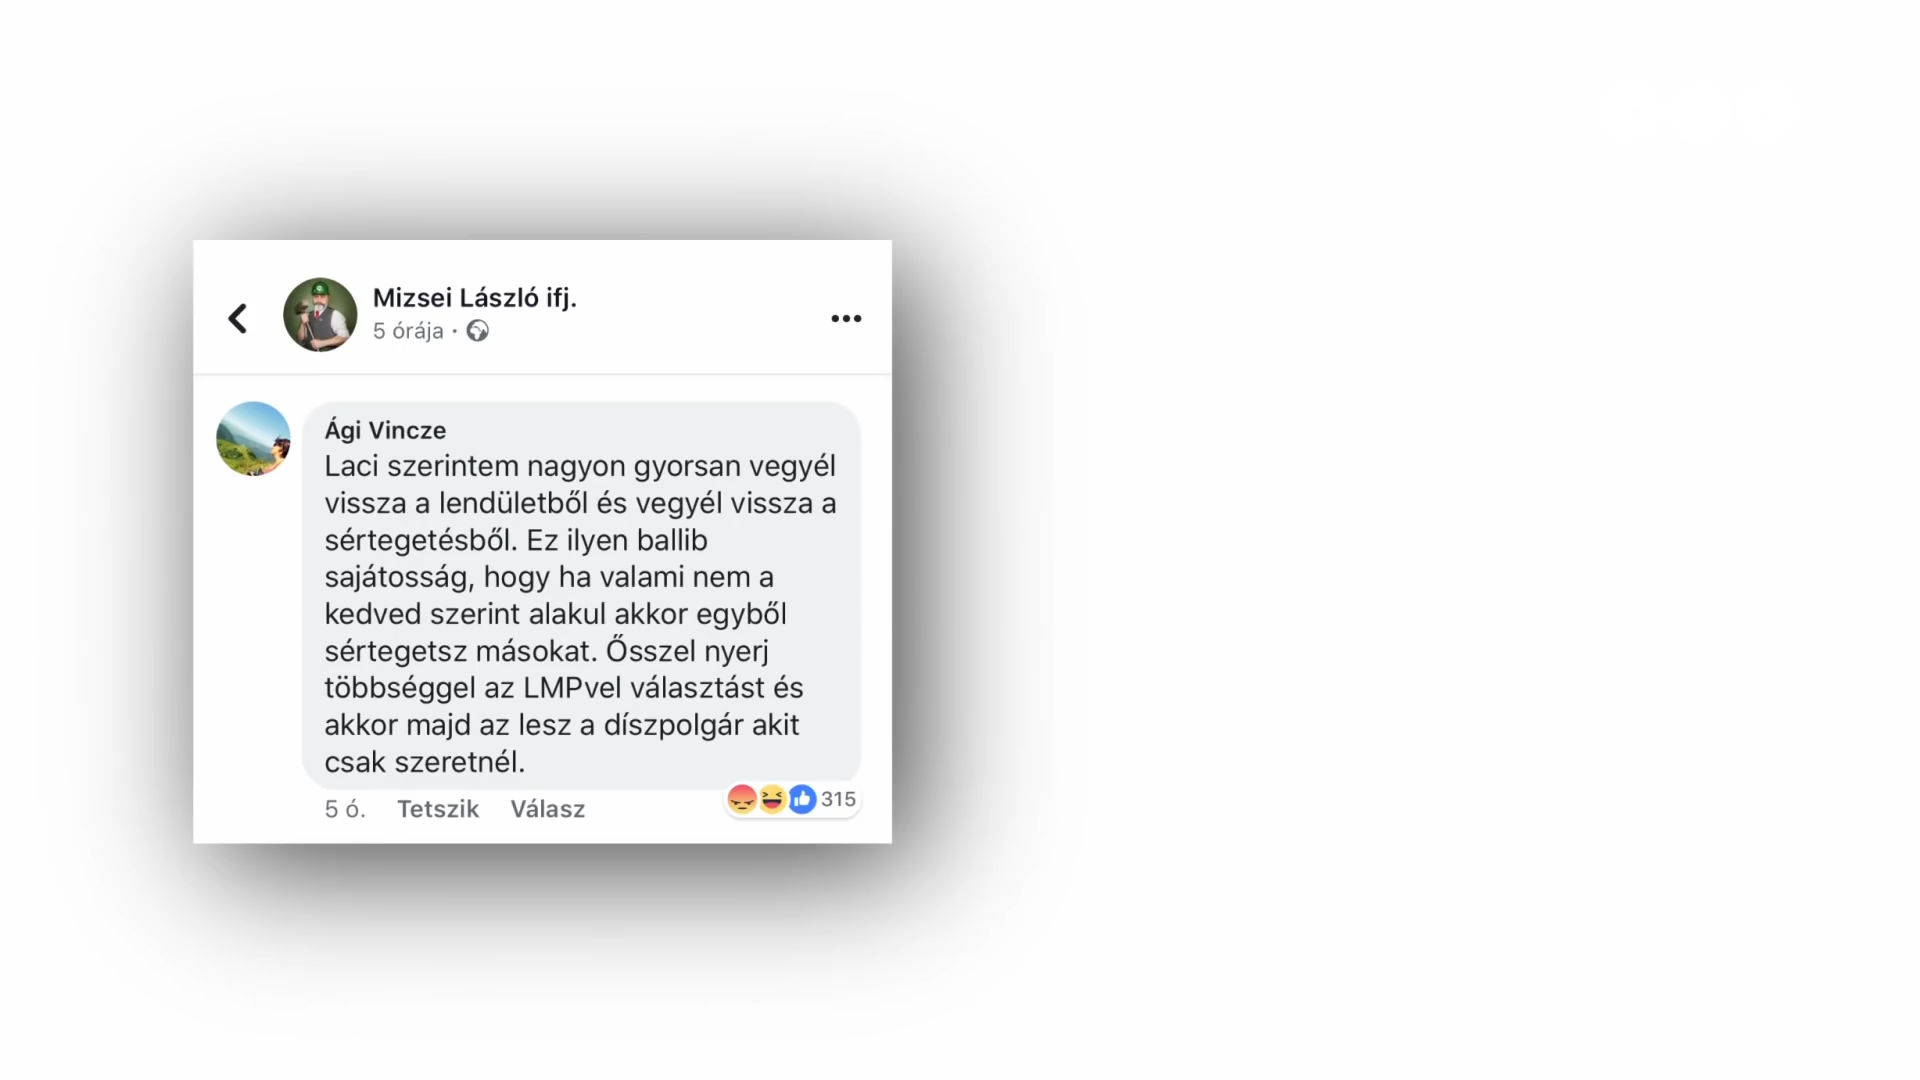 Mizsei László ifj.
5 órája ·
Ági Vincze
Laci szerintem nagyon gyorsan vegyél
vissza a lendületből és vegyél vissza a
sértegetésből. Ez ilyen ballib
sajátosság, hogy ha valami nem a
kedved szerint alakul akkor egyből
sértegetsz másokat. Ősszel nyerj
többséggel az LMPvel választást és
akkor majd az lesz a díszpolgár akit
csak szeretnél.
5 ó. Tetszik Válasz 315